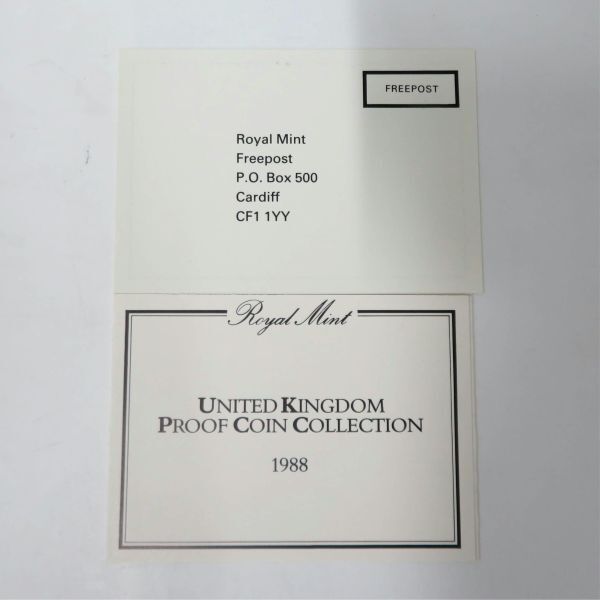 FREEPOST
Royal Mint
Freepost
P.O. Box 500
Cardiff
CF1 1YY
Royal Mint
UNITED KINGDOM
PROOF COIN COLLECTION
1988